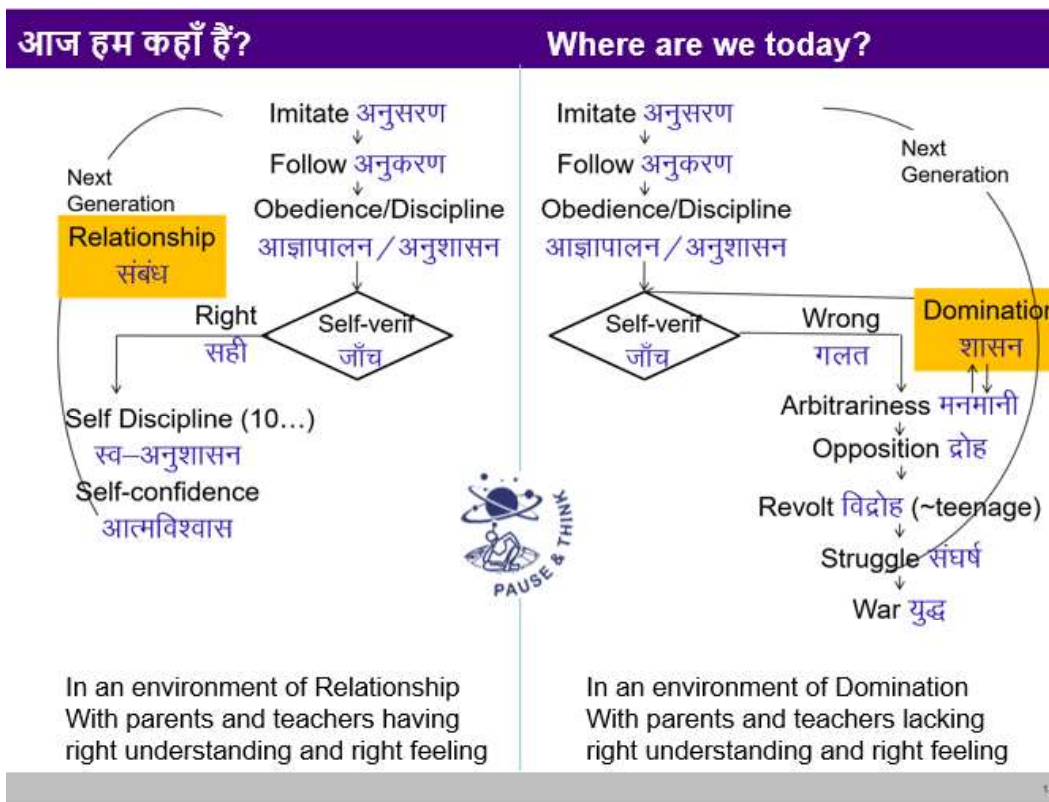 आज हम कहाँ हैं?
Imitate अनुसरण
Follow अनुकरण
Next
Generation
Obedience/Discipline
Relationship
संबंध
आज्ञापालन / अनुशासन
Right
सही
Self-verif
जाँच
Self Discipline (10...)
स्व–अनुशासन
Self-confidence
आत्मविश्वास
In an environment of Relationship
With parents and teachers having
right understanding and right feeling
PAUSE & THINK
Where are we today?
Imitate अनुसरण
Follow अनुकरण
Next
Generation
Obedience/Discipline
आज्ञापालन / अनुशासन
Self-verif
जाँच
Wrong
गलत
Domination
शासन
Arbitrariness मनमानी
Opposition द्रोह
Revolt विद्रोह (~teenage)
Struggle संघर्ष
War युद्ध
In an environment of Domination
With parents and teachers lacking
right understanding and right feeling